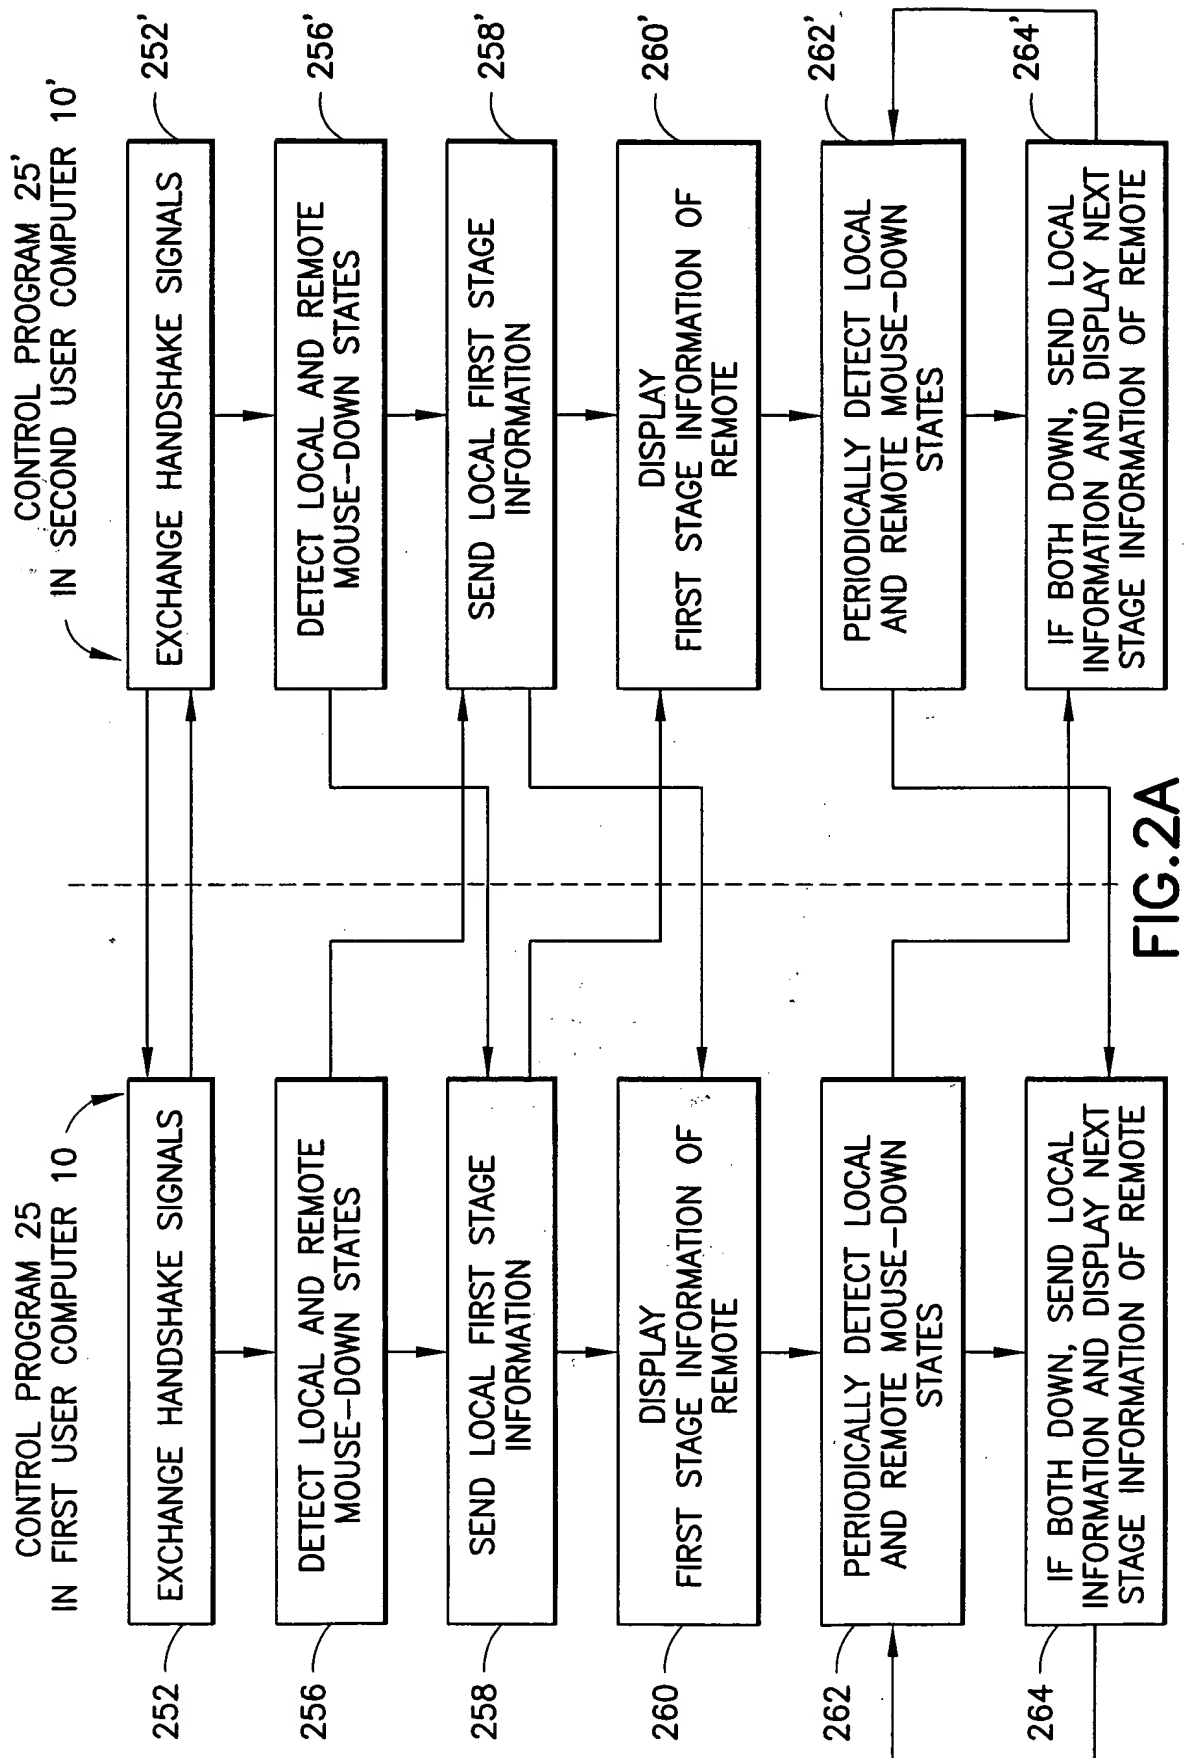 CONTROL PROGRAM 25
IN FIRST USER COMPUTER 10
252
EXCHANGE HANDSHAKE SIGNALS
256
DETECT LOCAL AND REMOTE
MOUSE-DOWN STATES
258
SEND LOCAL FIRST STAGE
INFORMATION
260
DISPLAY
FIRST STAGE INFORMATION OF
REMOTE
262
PERIODICALLY DETECT LOCAL
AND REMOTE MOUSE-DOWN
STATES
264
IF BOTH DOWN, SEND LOCAL
INFORMATION AND DISPLAY NEXT
STAGE INFORMATION OF REMOTE
CONTROL PROGRAM 25'
IN SECOND USER COMPUTER 10'
252'
EXCHANGE HANDSHAKE SIGNALS
256'
DETECT LOCAL AND REMOTE
MOUSE-DOWN STATES
258'
SEND LOCAL FIRST STAGE
INFORMATION
260'
DISPLAY
FIRST STAGE INFORMATION OF
REMOTE
262'
PERIODICALLY DETECT LOCAL
AND REMOTE MOUSE-DOWN
STATES
264'
IF BOTH DOWN, SEND LOCAL
INFORMATION AND DISPLAY NEXT
STAGE INFORMATION OF REMOTE
FIG.2A